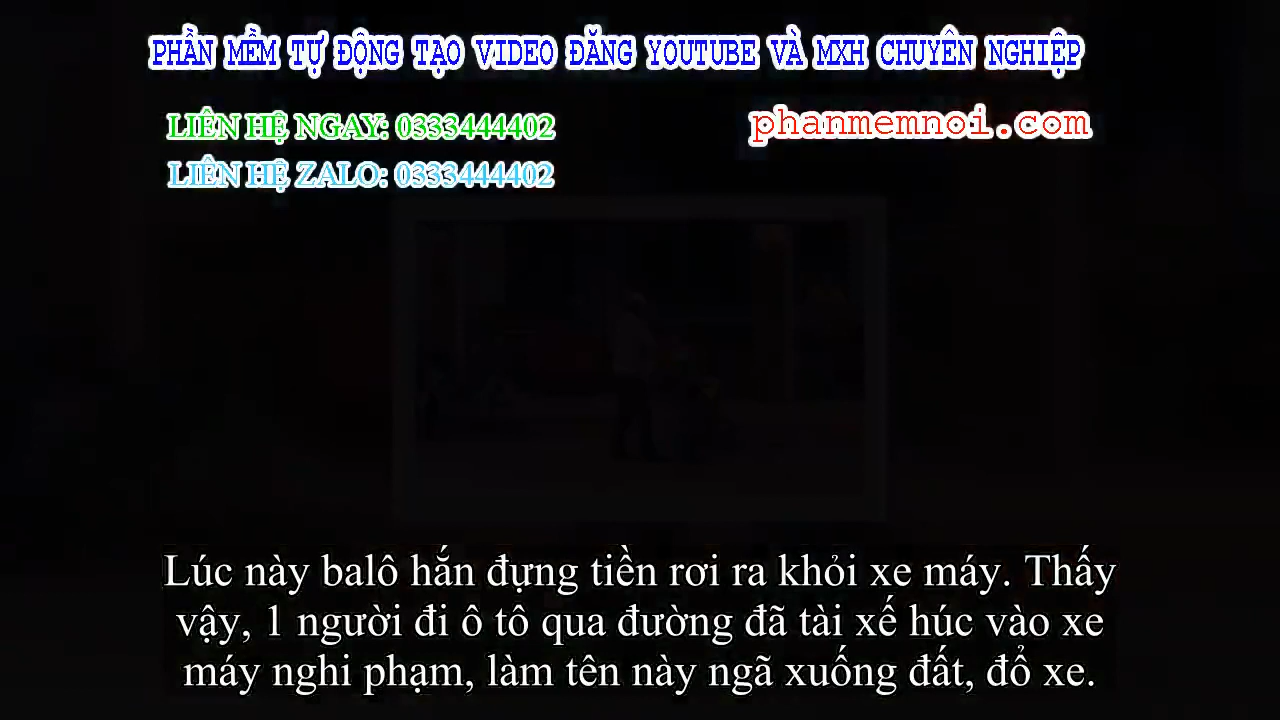 PHẦN MỀM TỰ ĐỘNG TẠO VIDEO ĐĂNG YOUTUBE VÀ MXH CHUYÊN NGHIỆP
LIÊN HỆ NGAY: 0333444402
phanmemnoi.com
LIÊN HỆ ZALO: 0333444402
Lúc này balô hắn đựng tiền rơi ra khỏi xe máy. Thấy
vậy, 1 người đi ô tô qua đường đã tài xế húc vào xe
máy nghi phạm, làm tên này ngã xuống đất, đổ xe.